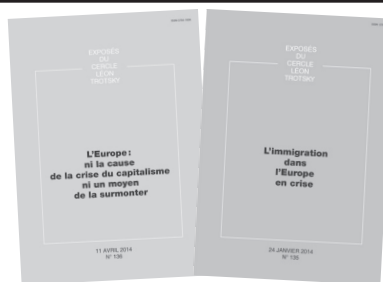 EXPOSÉS
DU
CERCLE
LÉON
TROTSKY
L'Europe :
ni la cause
de la crise du capitalisme
ni un moyen
de la surmonter
11 AVRIL 2014
N° 136
EXPOSÉS
DU
CERCLE
LÉON
TROTSKY
L'immigration
dans
l'Europe
en crise
24 JANVIER 2014
N° 135